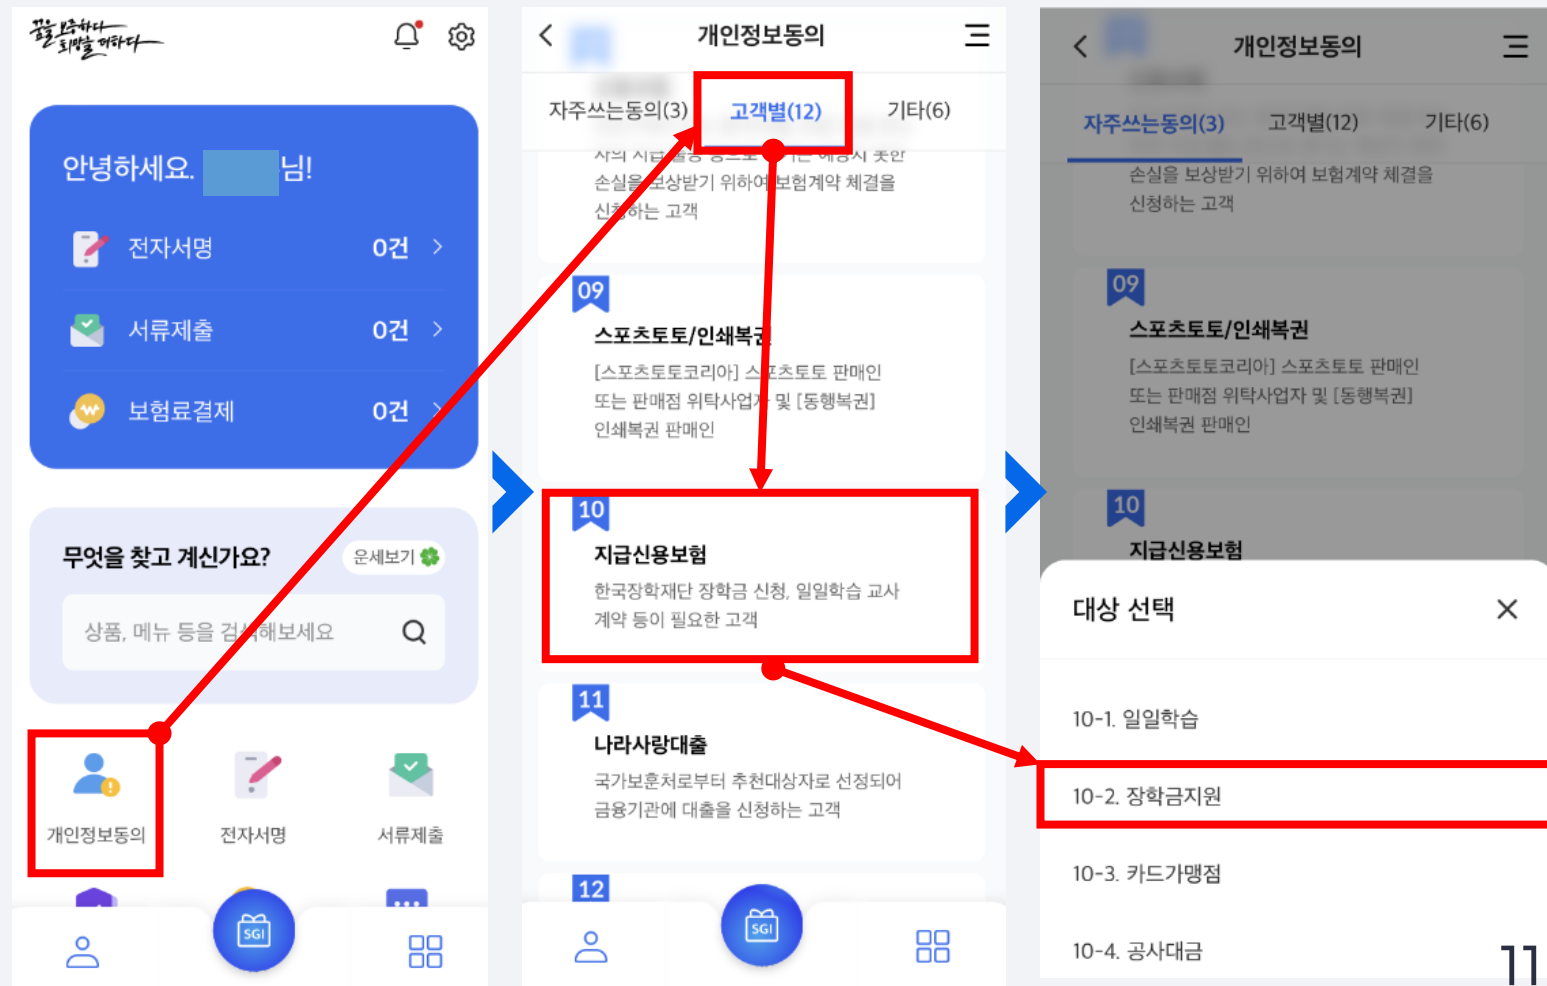 꿈을 보증하다
희망을 더하다
안녕하세요. 님!
전자서명 0건
서류제출 0건
보험료결제 0건
무엇을 찾고 계신가요? 운세보기
상품, 메뉴 등을 검색해보세요
개인정보동의 전자서명 서류제출
SGI
개인정보동의
자주쓰는동의(3) 고객별(12) 기타(6)
손실을 보상받기 위하여 보험계약 체결을
신청하는 고객
09
스포츠토토/인쇄복권
[스포츠토토코리아] 스포츠토토 판매인
또는 판매점 위탁사업자 및 [동행복권]
인쇄복권 판매인
10
지급신용보험
한국장학재단 장학금 신청, 일일학습 교사
계약 등이 필요한 고객
11
나라사랑대출
국가보훈처로부터 추천대상자로 선정되어
금융기관에 대출을 신청하는 고객
12
SGI
개인정보동의
자주쓰는동의(3) 고객별(12) 기타(6)
손실을 보상받기 위하여 보험계약 체결을
신청하는 고객
09
스포츠토토/인쇄복권
[스포츠토토코리아] 스포츠토토 판매인
또는 판매점 위탁사업자 및 [동행복권]
인쇄복권 판매인
10
지급신용보험
대상 선택
10-1. 일일학습
10-2. 장학금지원
10-3. 카드가맹점
10-4. 공사대금
11